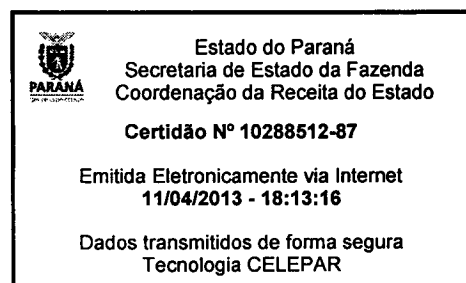 Estado do Paraná
Secretaria de Estado da Fazenda
PARANÁ
Coordenação da Receita do Estado
Certidão Nº 10288512-87
Emitida Eletronicamente via Internet
11/04/2013 - 18:13:16
Dados transmitidos de forma segura
Tecnologia CELEPAR